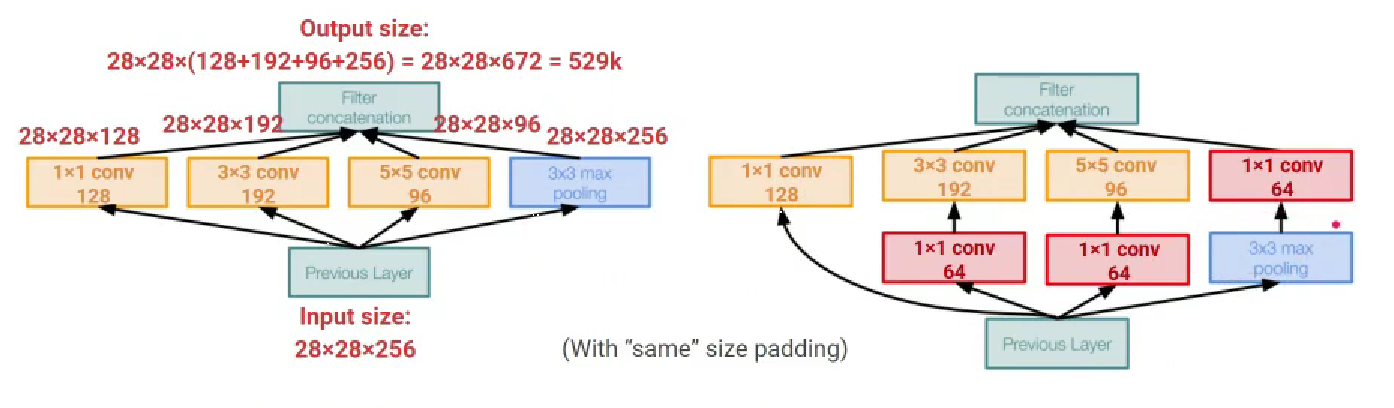 Output size:
28×28×(128+192+96+256) = 28×28×672 = 529k
Filter
concatenation
28×28×128
28×28×192
28×28×96
28×28×256
1×1 conv
128
3×3 conv
192
5×5 conv
96
3x3 max
pooling
Previous Layer
Input size:
28×28×256
(With “same” size padding)
Filter
concatenation
1×1 conv
128
3×3 conv
192
5×5 conv
96
1×1 conv
64
1×1 conv
64
1×1 conv
64
3x3 max
pooling
Previous Layer